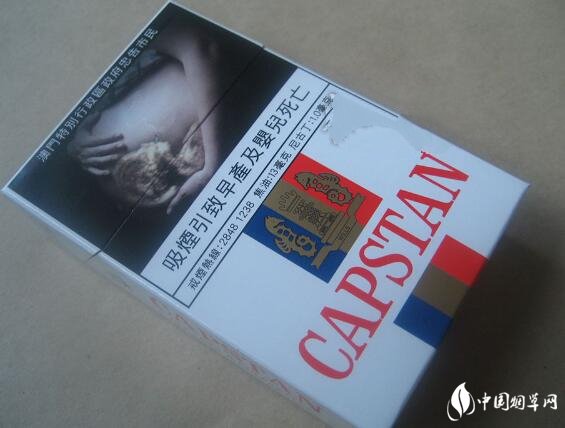 澳門特別行政區政府忠告市民
吸煙引致早產及嬰兒死亡
戒煙熱線:2848 1238 焦油:13毫克 尼古丁:1.0毫克
CAPSTAN
CAPSTAN
中国烟草网